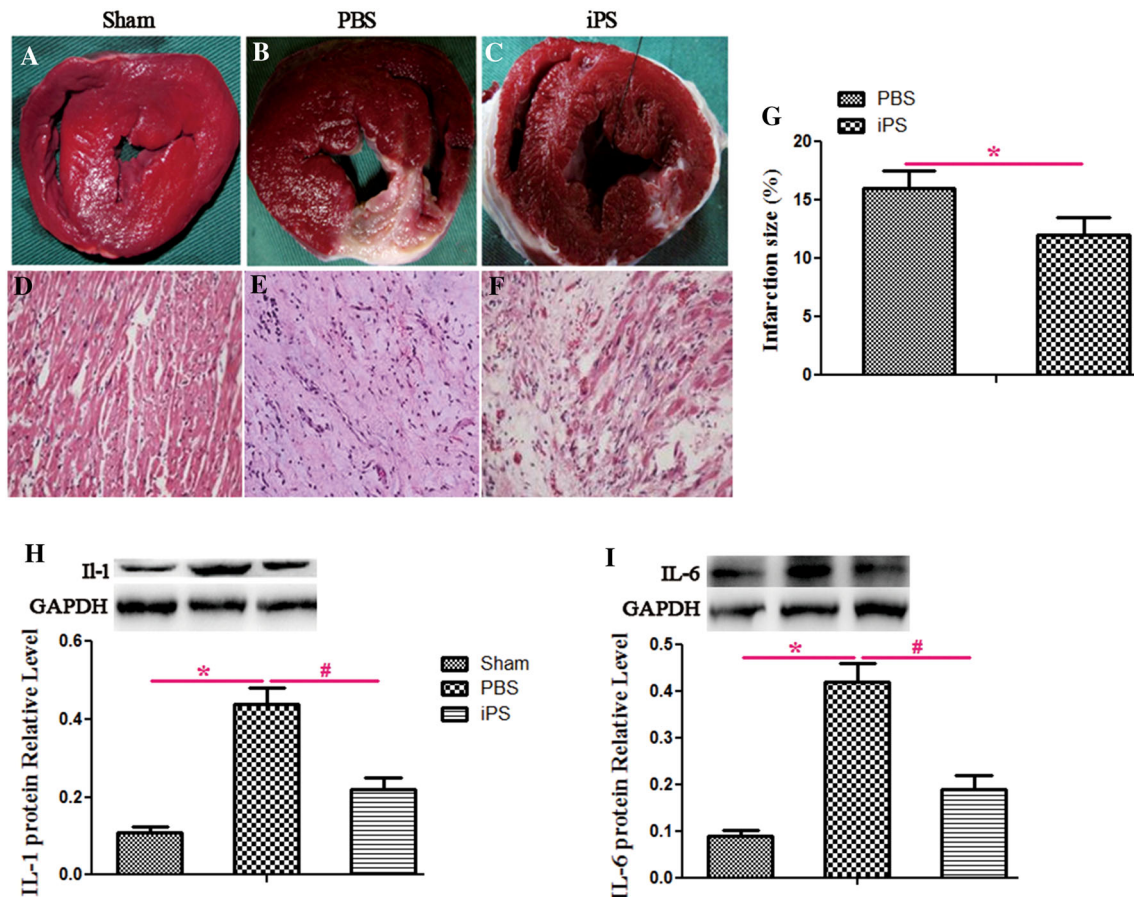 Sham PBS iPS
A B C
D E F
G
PBS
iPS
*
Infarction size (%)
20
15
10
5
0
H
Il-1
GAPDH
IL-1 protein Relative Level
0.6
0.4
0.2
0.0
* #
Sham
PBS
iPS
I
IL-6
GAPDH
IL-6 protein Relative Level
0.5
0.4
0.3
0.2
0.1
0.0
* #